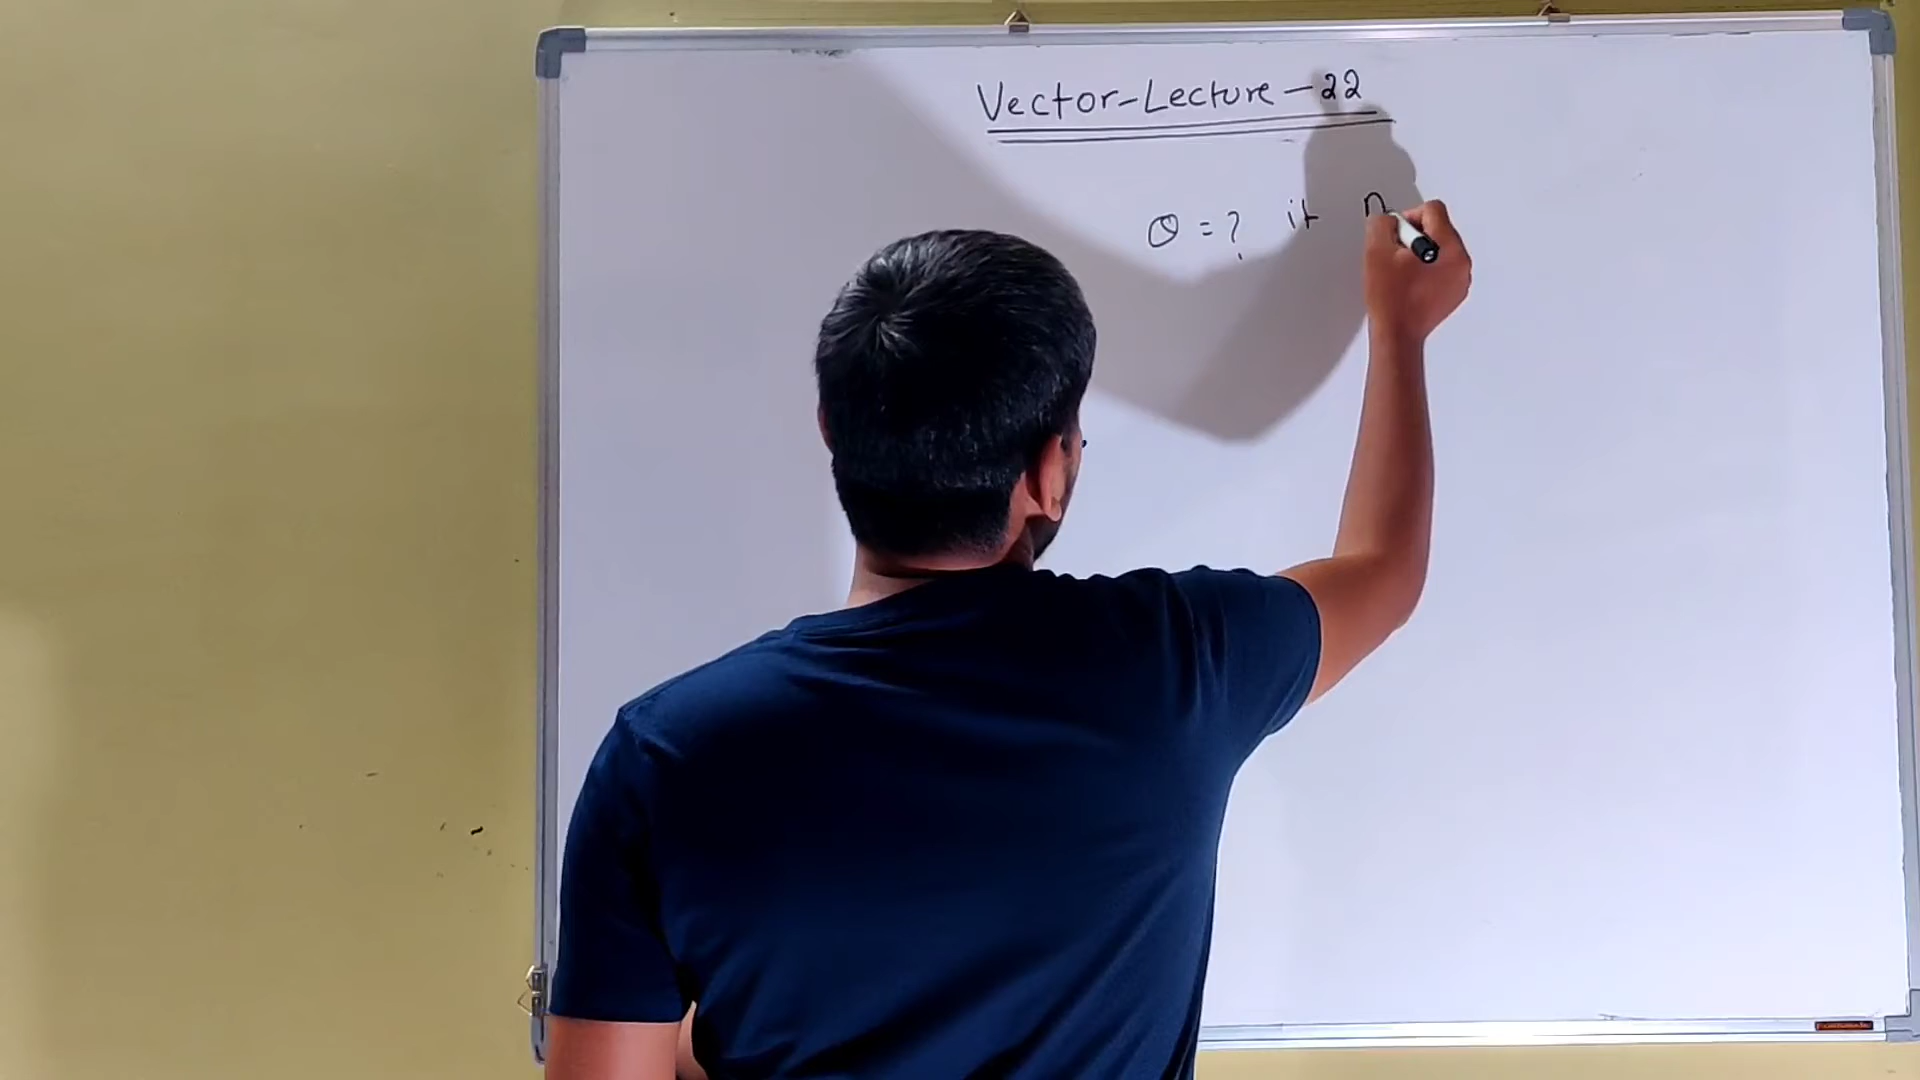 Vector-Lecture-22
θ = ? if